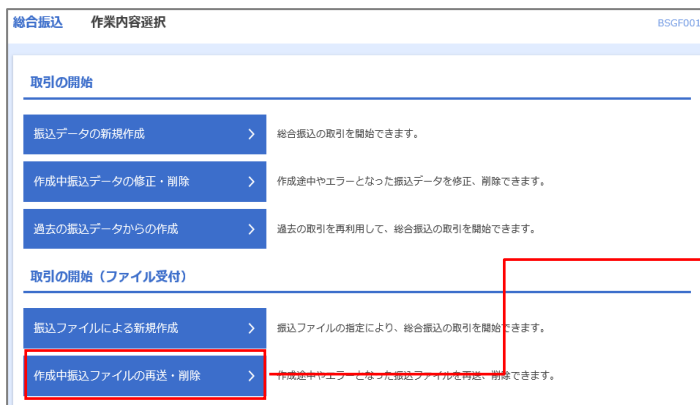 総合振込 作業内容選択 BSGF001
取引の開始
振込データの新規作成 総合振込の取引を開始できます。
作成中振込データの修正・削除 作成途中やエラーとなった振込データを修正、削除できます。
過去の振込データからの作成 過去の取引を再利用して、総合振込の取引を開始できます。
取引の開始（ファイル受付）
振込ファイルによる新規作成 振込ファイルの指定により、総合振込の取引を開始できます。
作成中振込ファイルの再送・削除 作成途中やエラーとなった振込ファイルを再送、削除できます。